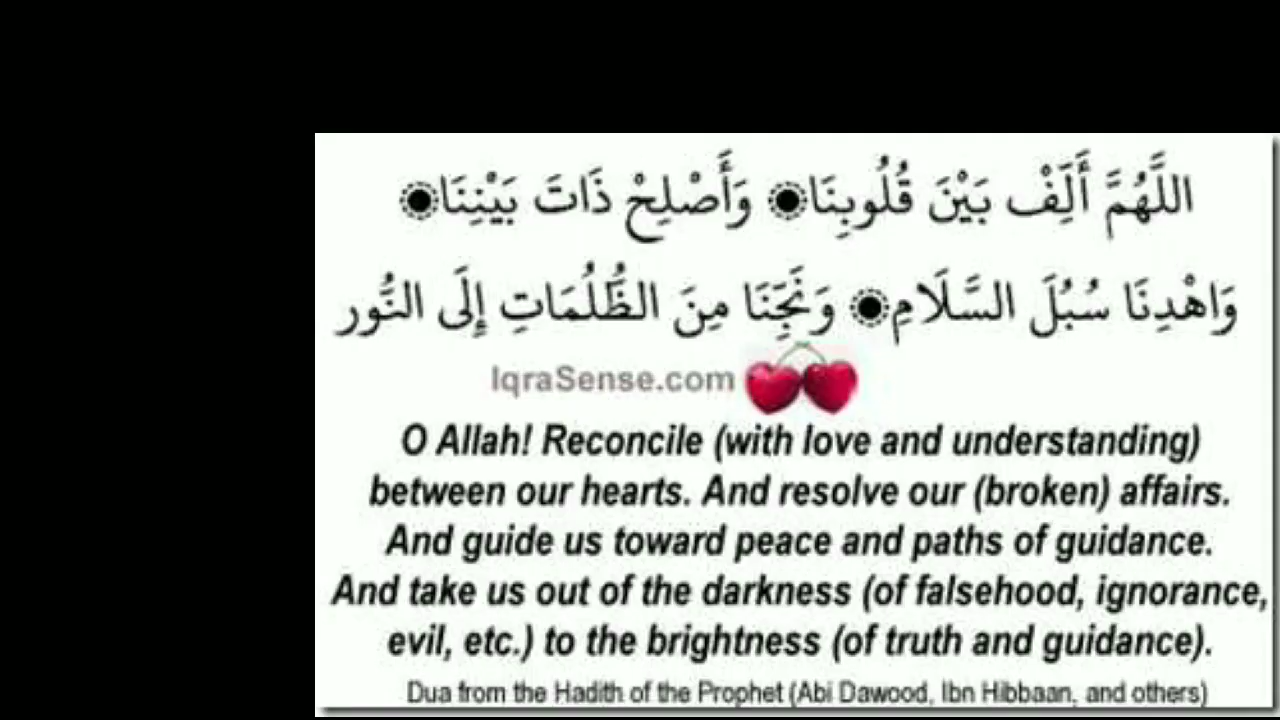 اللَّهُمَّ أَلِّفْ بَيْنَ قُلُوبِنَا۝ وَأَصْلِحْ ذَاتَ بَيْنِنَا۝
وَاهْدِنَا سُبُلَ السَّلَامِ۝ وَنَجِّنَا مِنَ الظُّلُمَاتِ إِلَى النُّور
IqraSense.com
O Allah! Reconcile (with love and understanding)
between our hearts. And resolve our (broken) affairs.
And guide us toward peace and paths of guidance.
And take us out of the darkness (of falsehood, ignorance,
evil, etc.) to the brightness (of truth and guidance).
Dua from the Hadith of the Prophet (Abi Dawood, Ibn Hibbaan, and others)